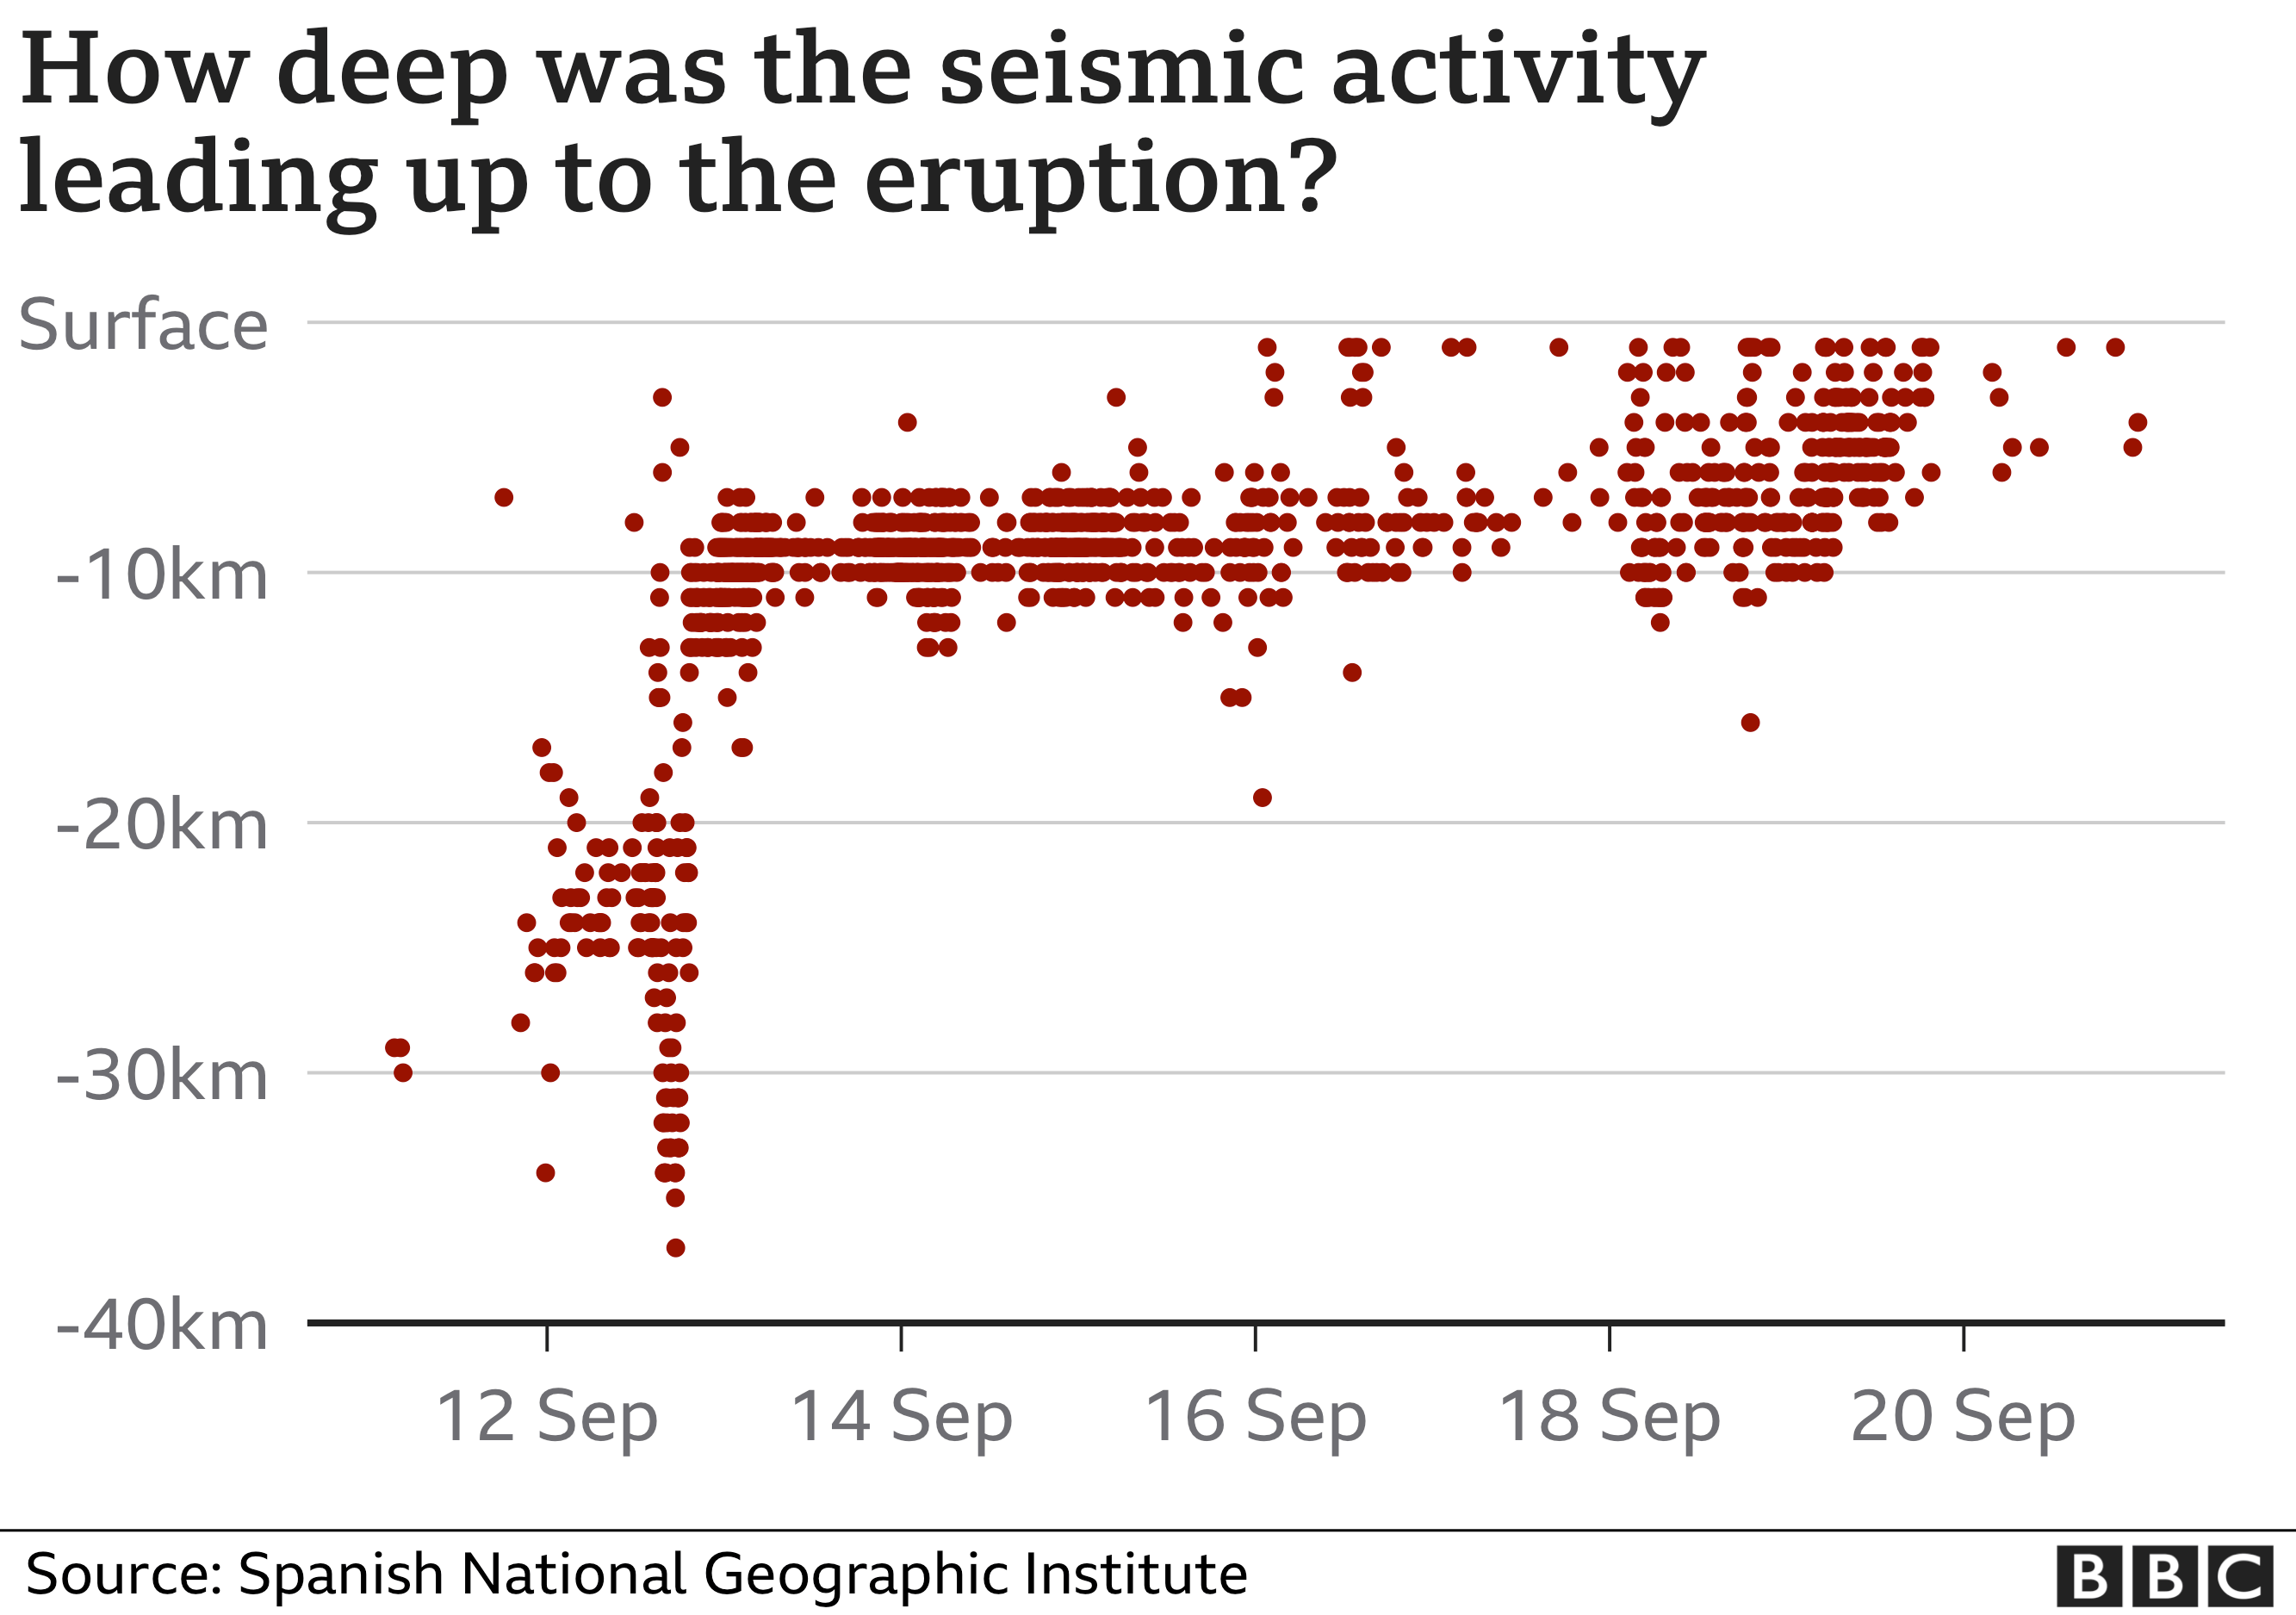 How deep was the seismic activity
leading up to the eruption?
Surface
-10km
-20km
-30km
-40km
12 Sep
14 Sep
16 Sep
18 Sep
20 Sep
Source: Spanish National Geographic Institute
BBC